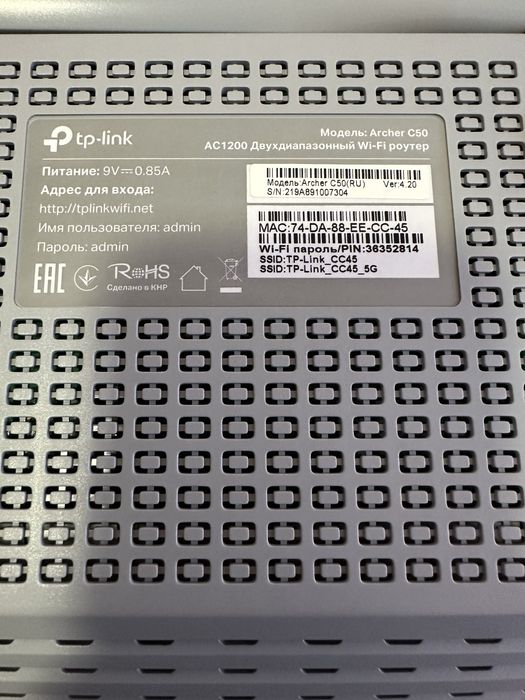 tp-link
Модель: Archer C50
AC1200 Двухдиапазонный Wi-Fi роутер
Питание: 9V⎓0.85A
Адрес для входа:
http://tplinkwifi.net
Имя пользователя: admin
Пароль: admin
Модель:Archer C50(RU) Ver:4.20
S/N:219A891007304
MAC:74-DA-88-EE-CC-45
Wi-Fi пароль/PIN:36352814
SSID:TP-Link_CC45
SSID:TP-Link_CC45_5G
EAC
RoHS
Сделано в КНР